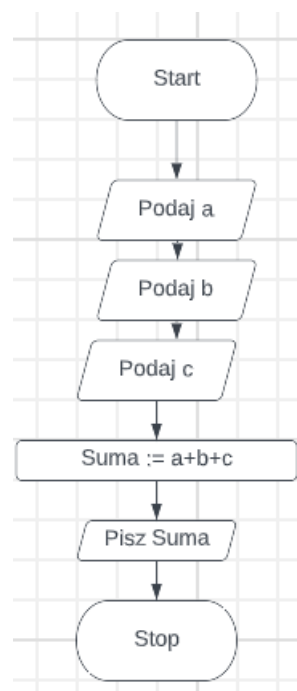 Start
Podaj a
Podaj b
Podaj c
Suma := a+b+c
Pisz Suma
Stop